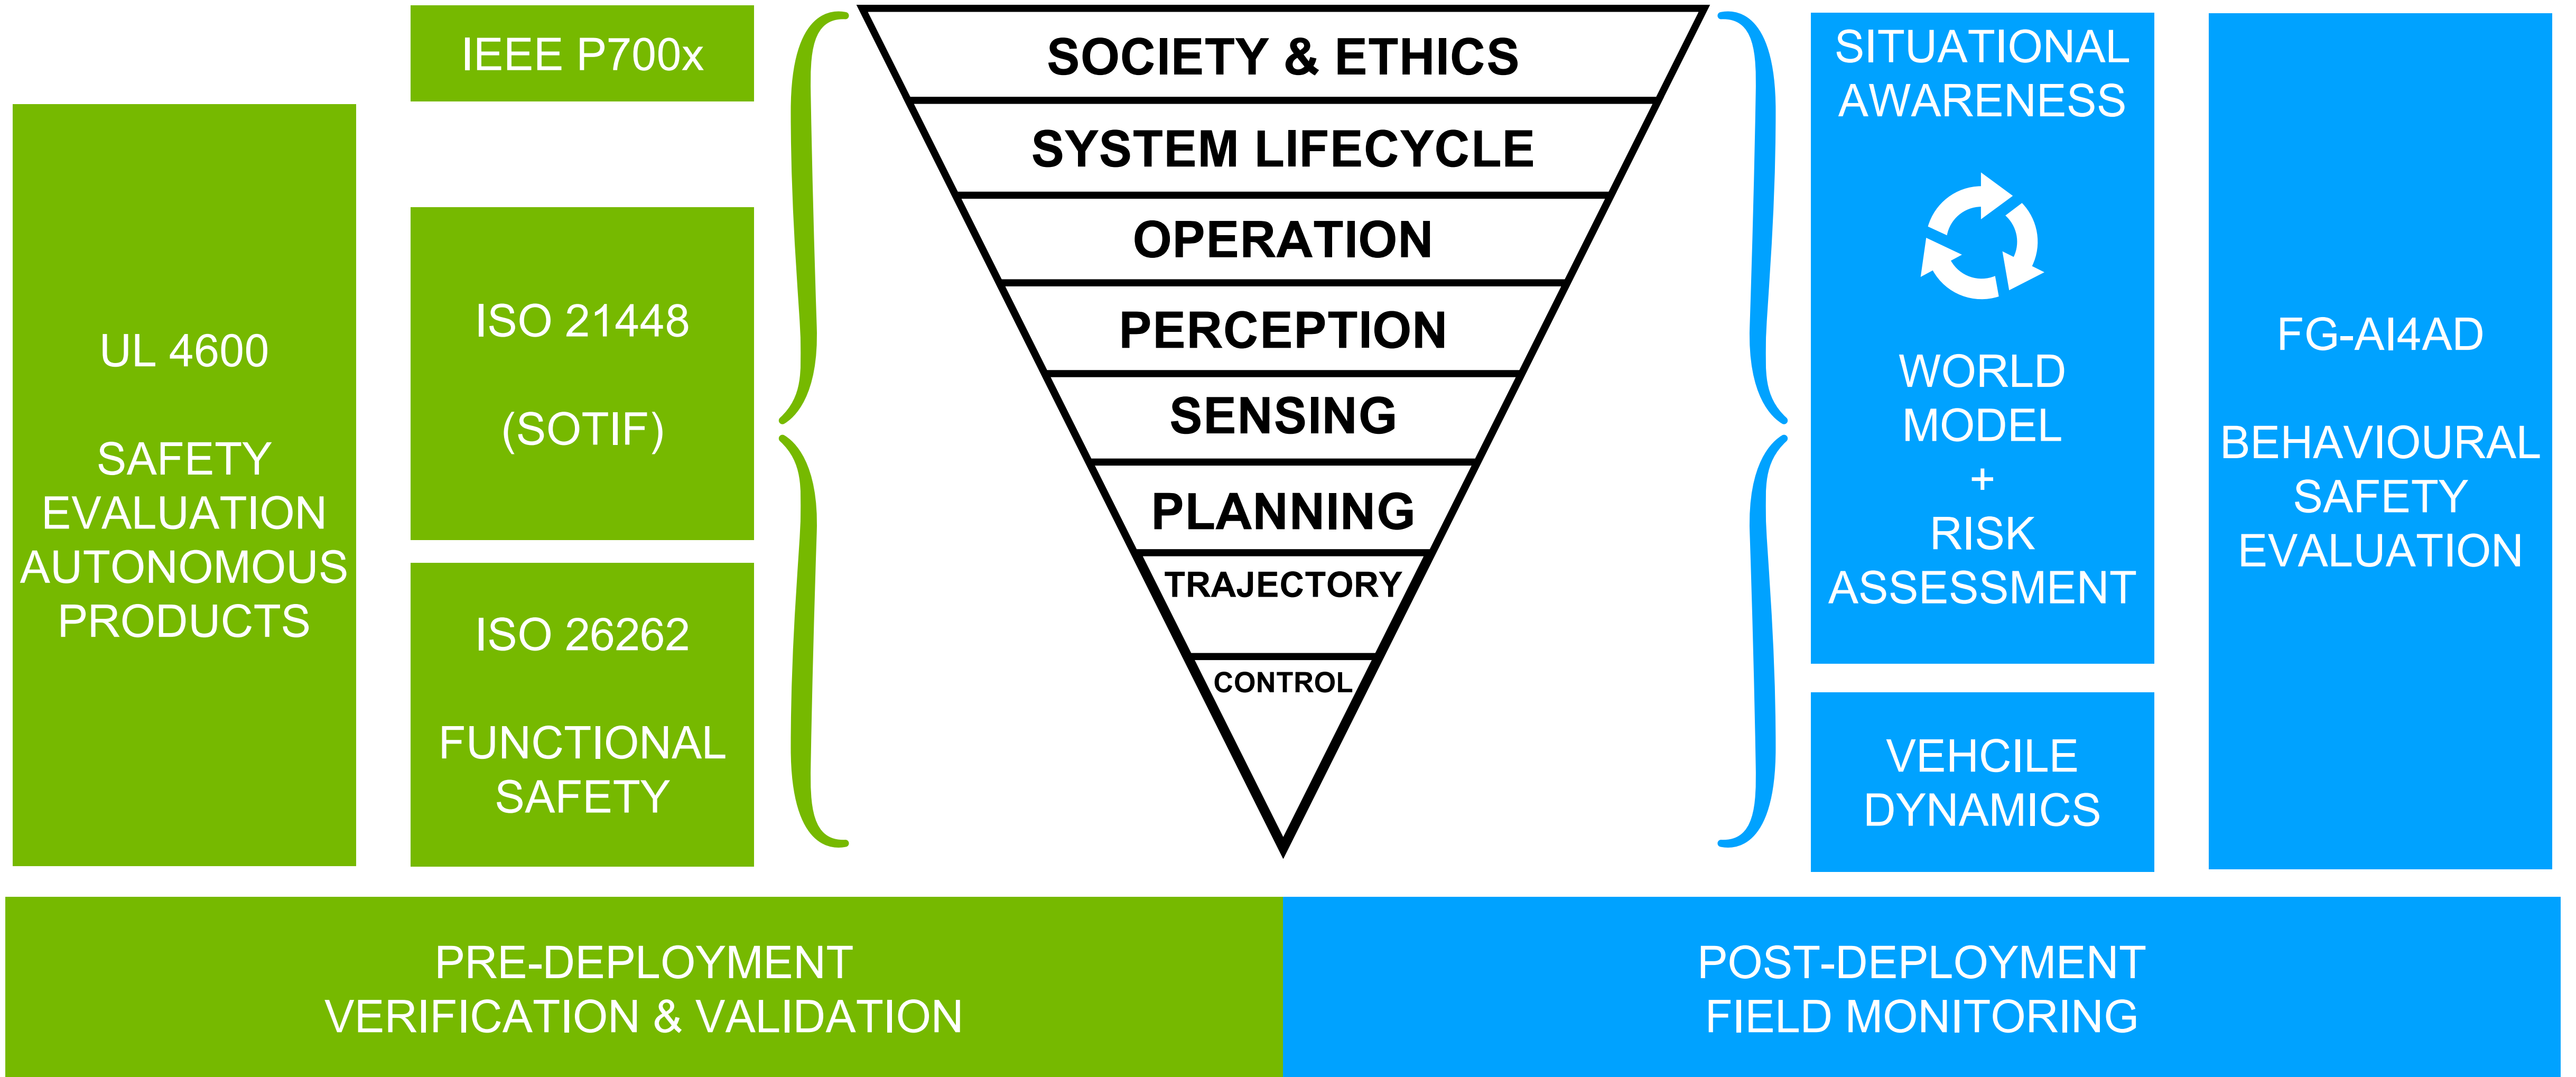 IEEE P700x
UL 4600
SAFETY
EVALUATION
AUTONOMOUS
PRODUCTS
ISO 21448
(SOTIF)
ISO 26262
FUNCTIONAL
SAFETY
SOCIETY & ETHICS
SYSTEM LIFECYCLE
OPERATION
PERCEPTION
SENSING
PLANNING
TRAJECTORY
CONTROL
SITUATIONAL
AWARENESS
WORLD
MODEL
+
RISK
ASSESSMENT
VEHCILE
DYNAMICS
FG-AI4AD
BEHAVIOURAL
SAFETY
EVALUATION
PRE-DEPLOYMENT
VERIFICATION & VALIDATION
POST-DEPLOYMENT
FIELD MONITORING